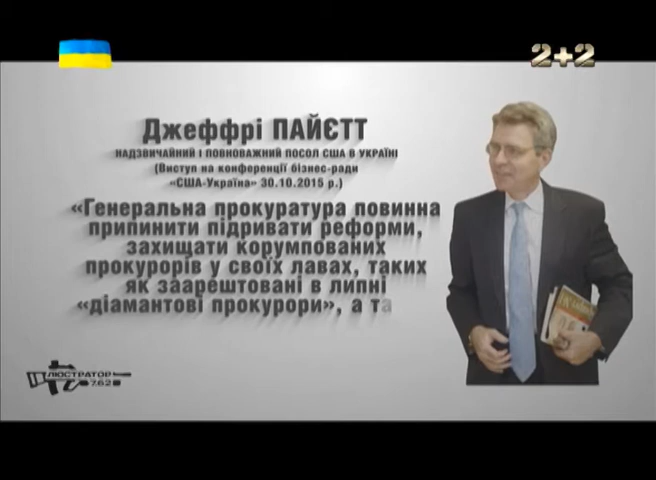 2+2
Джеффрі ПАЙЄТТ
НАДЗВИЧАЙНИЙ І ПОВНОВАЖНИЙ ПОСОЛ США В УКРАЇНІ
(Виступ на конференції бізнес-ради
«США-Україна» 30.10.2015 р.)
«Генеральна прокуратура повинна
припинити підривати реформи,
захищати корумпованих
прокурорів у своїх лавах, таких
як заарештовані в липні
«діамантові прокурори», а та
ЛЮСТРАТОР
7.62